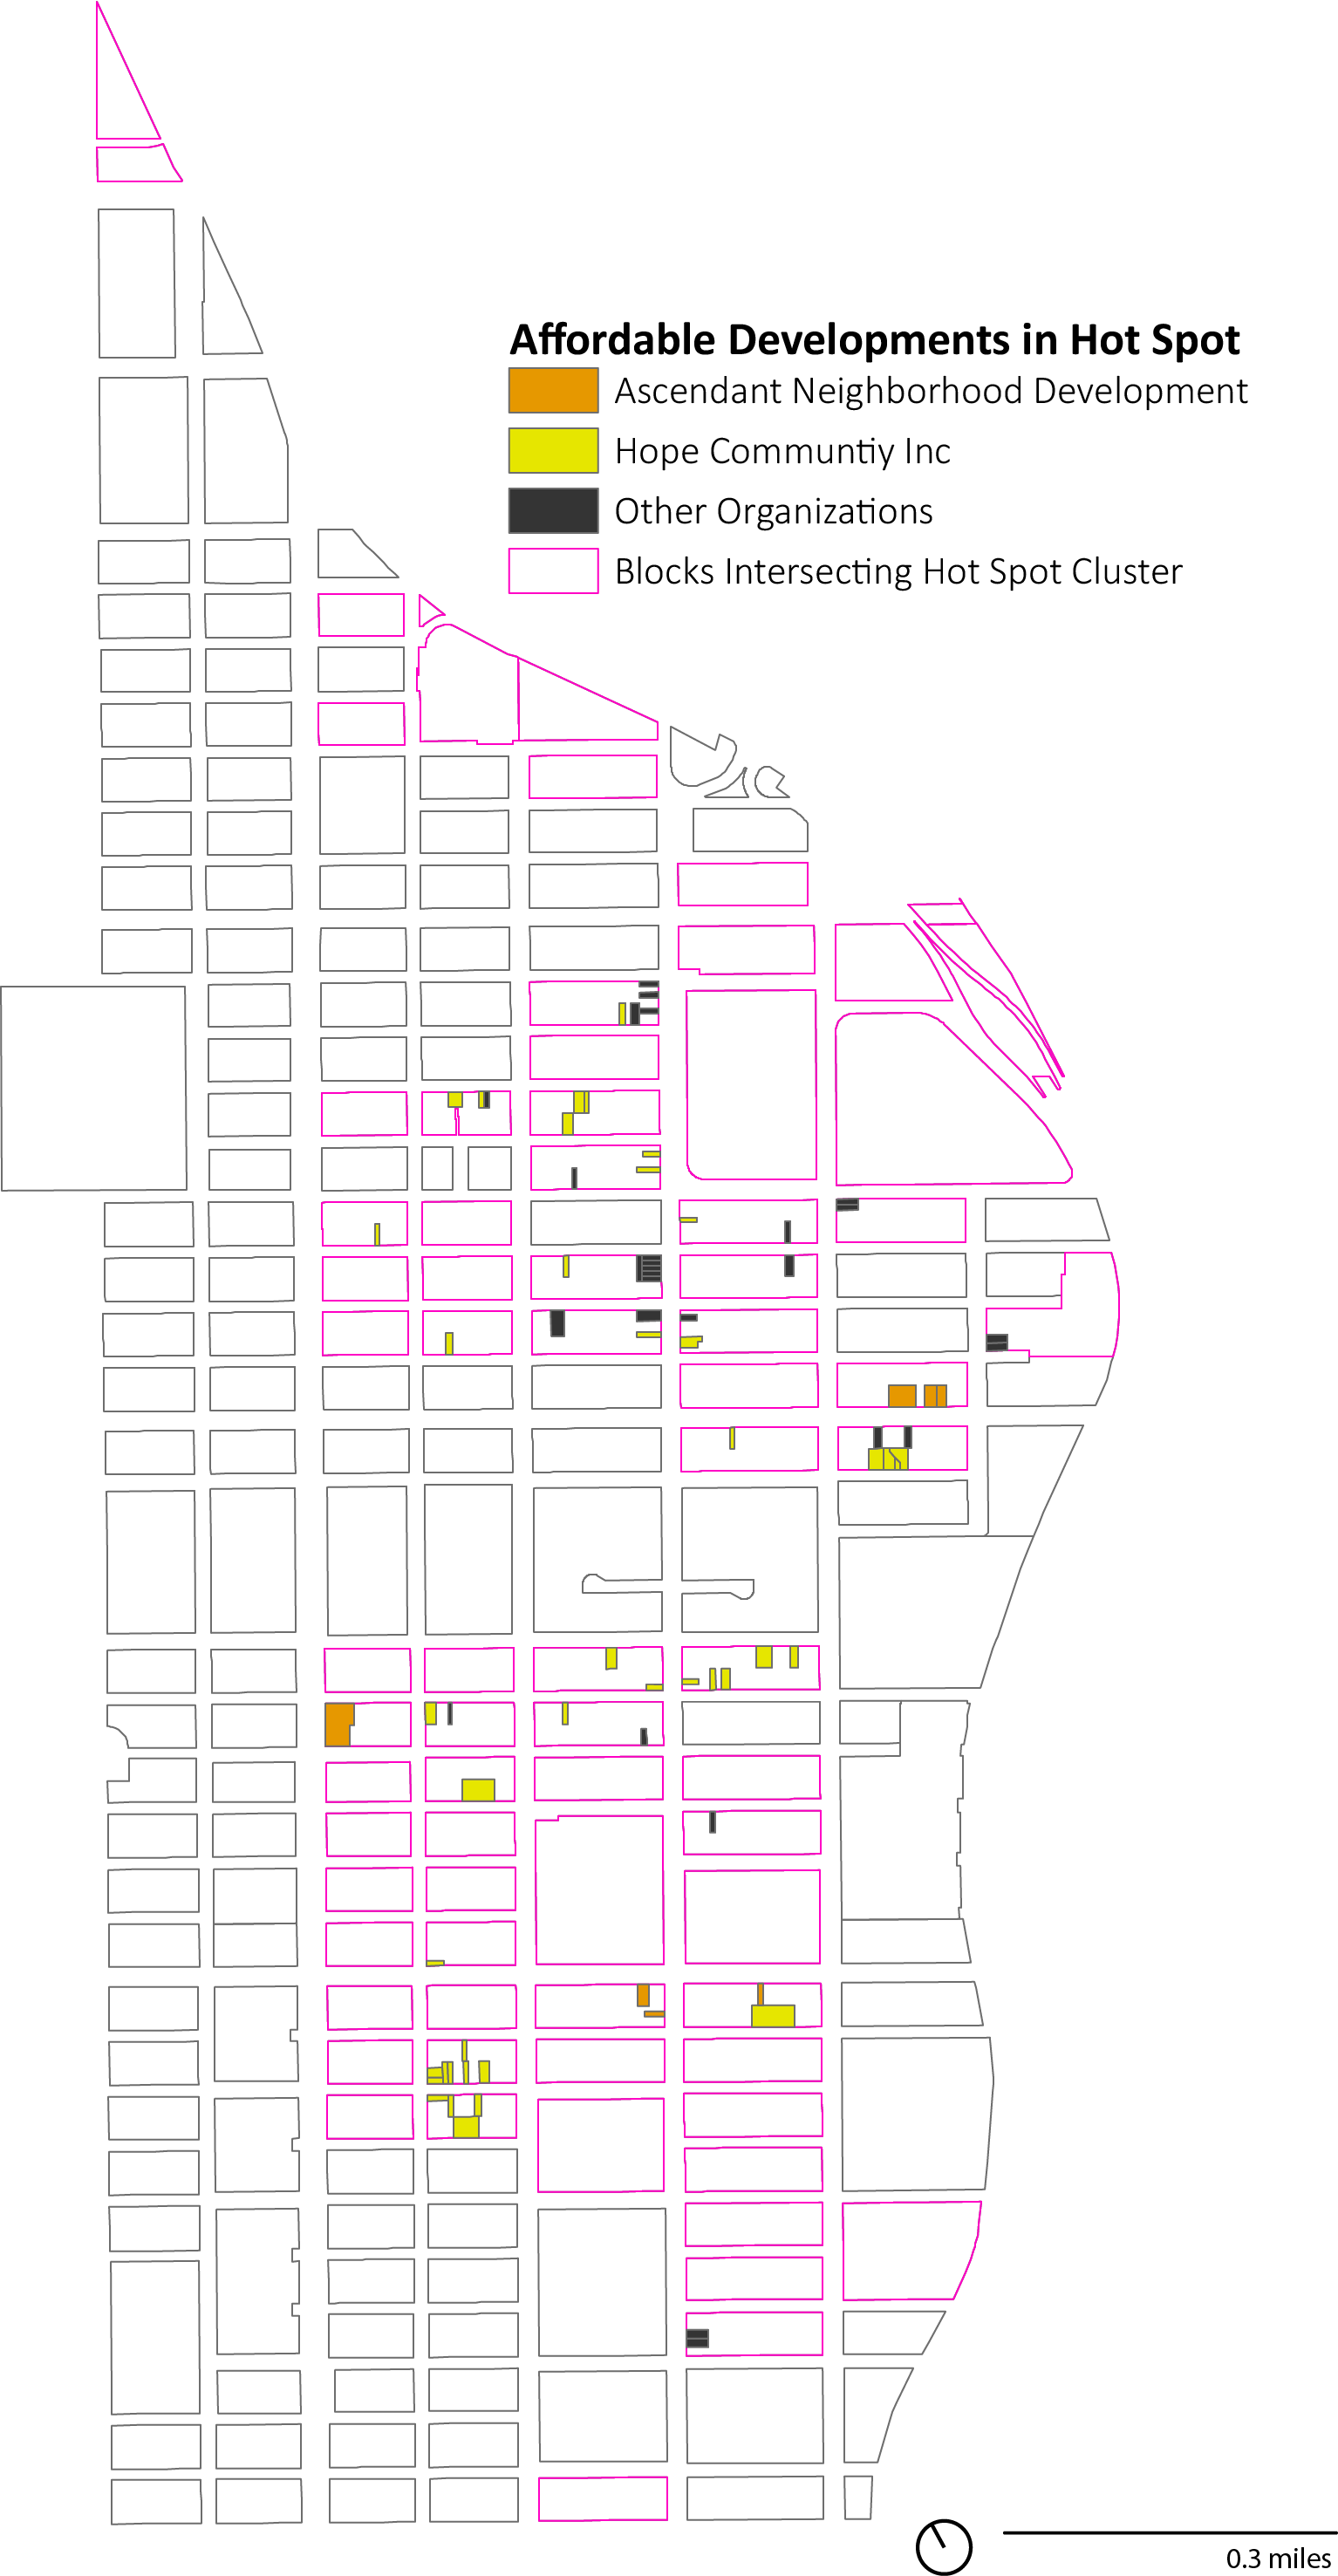 Affordable Developments in Hot Spot
Ascendant Neighborhood Development
Hope Communtiy Inc
Other Organizations
Blocks Intersecting Hot Spot Cluster
0.3 miles